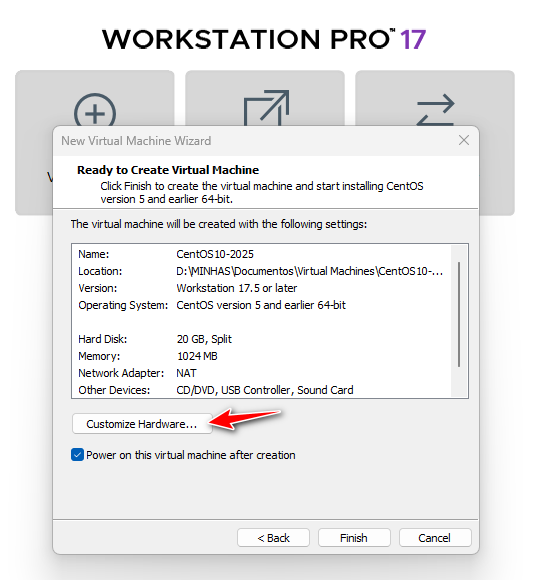 WORKSTATION PRO™ 17
New Virtual Machine Wizard
Ready to Create Virtual Machine
Click Finish to create the virtual machine and start installing CentOS
version 5 and earlier 64-bit.
The virtual machine will be created with the following settings:
Name: CentOS10-2025
Location: D:\MINHAS\Documentos\Virtual Machines\CentOS10-...
Version: Workstation 17.5 or later
Operating System: CentOS version 5 and earlier 64-bit
Hard Disk: 20 GB, Split
Memory: 1024 MB
Network Adapter: NAT
Other Devices: CD/DVD, USB Controller, Sound Card
Customize Hardware...
Power on this virtual machine after creation
< Back Finish Cancel